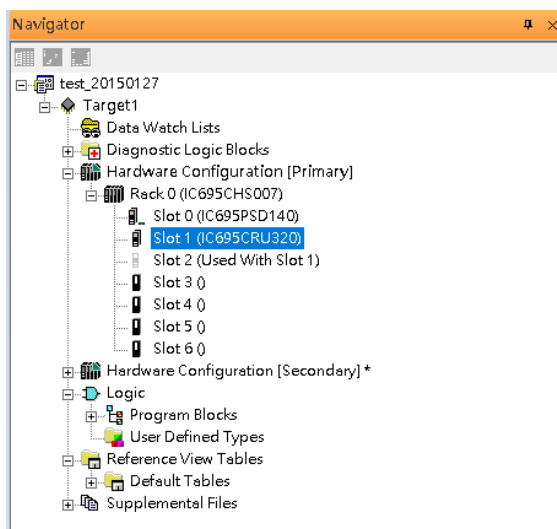 Navigator
test_20150127
Target1
Data Watch Lists
Diagnostic Logic Blocks
Hardware Configuration [Primary]
Rack 0 (IC695CHS007)
Slot 0 (IC695PSD140)
Slot 1 (IC695CRU320)
Slot 2 (Used With Slot 1)
Slot 3 ()
Slot 4 ()
Slot 5 ()
Slot 6 ()
Hardware Configuration [Secondary] *
Logic
Program Blocks
User Defined Types
Reference View Tables
Default Tables
Supplemental Files